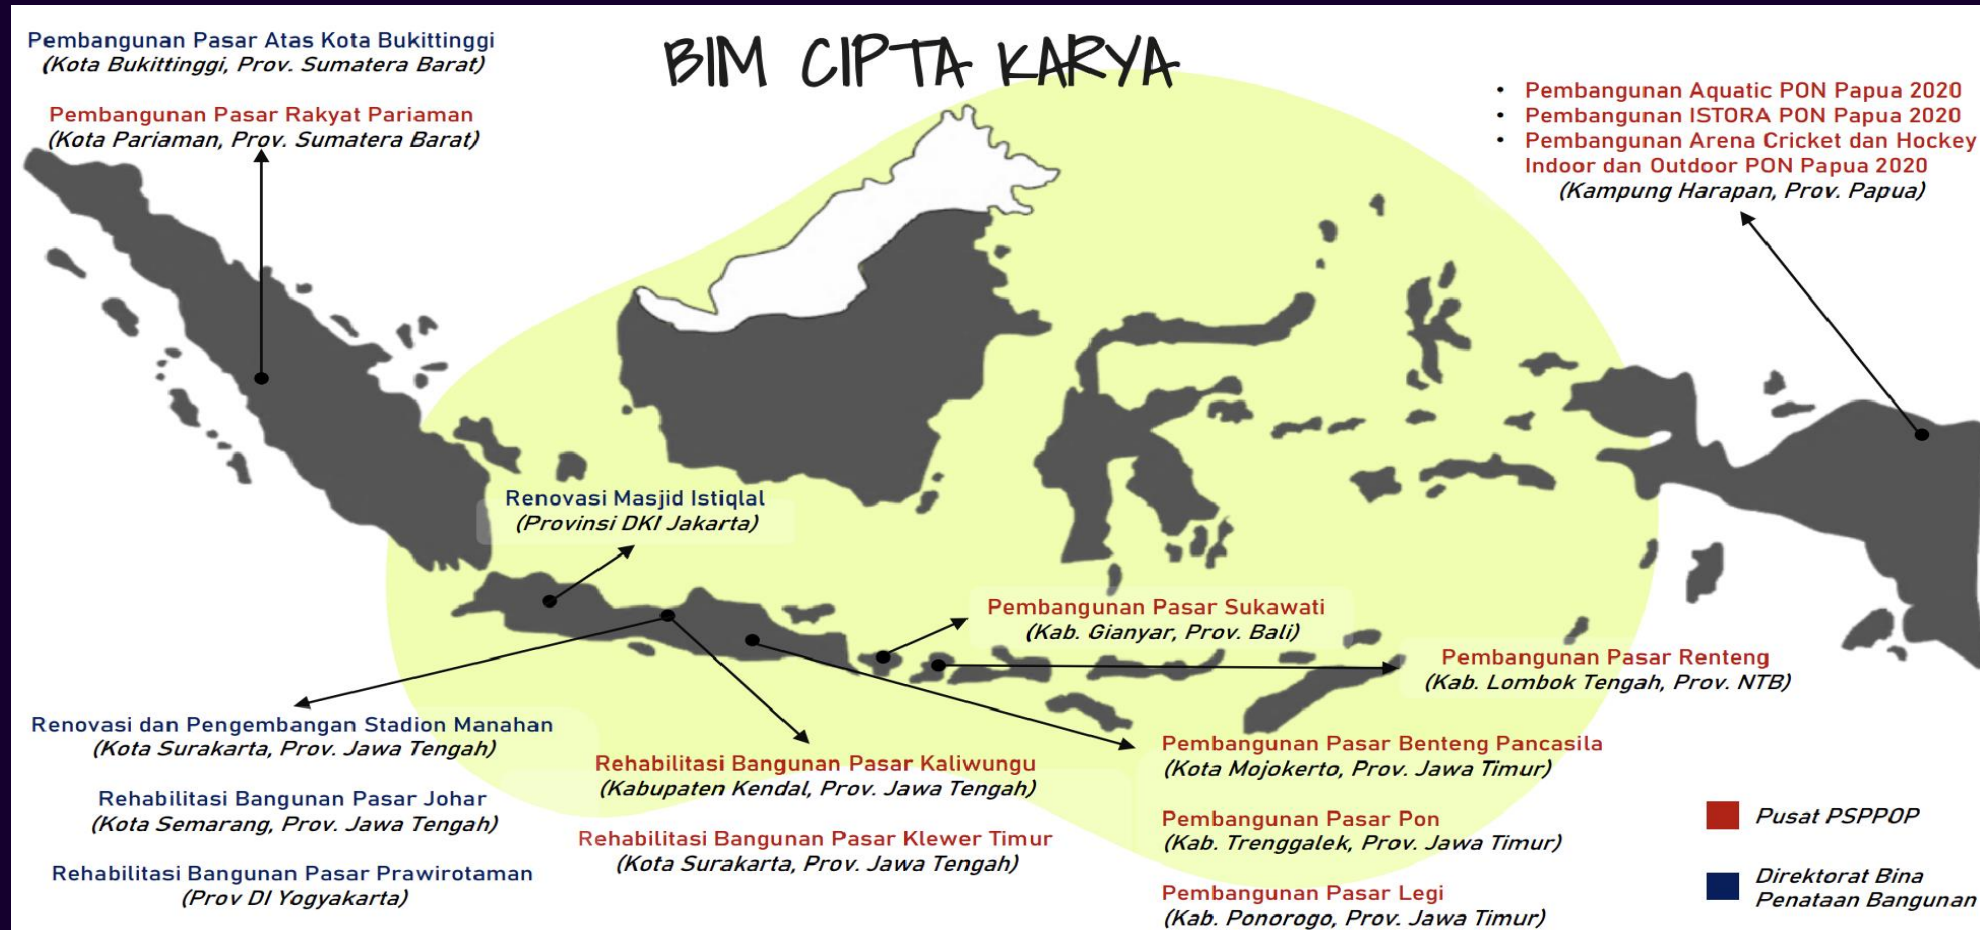 BIM CIPTA KARYA
Pembangunan Pasar Atas Kota Bukittinggi
(Kota Bukittinggi, Prov. Sumatera Barat)
Pembangunan Pasar Rakyat Pariaman
(Kota Pariaman, Prov. Sumatera Barat)
• Pembangunan Aquatic PON Papua 2020
• Pembangunan ISTORA PON Papua 2020
• Pembangunan Arena Cricket dan Hockey
Indoor dan Outdoor PON Papua 2020
(Kampung Harapan, Prov. Papua)
Renovasi Masjid Istiqlal
(Provinsi DKI Jakarta)
Pembangunan Pasar Sukawati
(Kab. Gianyar, Prov. Bali)
Pembangunan Pasar Renteng
(Kab. Lombok Tengah, Prov. NTB)
Renovasi dan Pengembangan Stadion Manahan
(Kota Surakarta, Prov. Jawa Tengah)
Rehabilitasi Bangunan Pasar Johar
(Kota Semarang, Prov. Jawa Tengah)
Rehabilitasi Bangunan Pasar Prawirotaman
(Prov DI Yogyakarta)
Rehabilitasi Bangunan Pasar Kaliwungu
(Kabupaten Kendal, Prov. Jawa Tengah)
Rehabilitasi Bangunan Pasar Klewer Timur
(Kota Surakarta, Prov. Jawa Tengah)
Pembangunan Pasar Benteng Pancasila
(Kota Mojokerto, Prov. Jawa Timur)
Pembangunan Pasar Pon
(Kab. Trenggalek, Prov. Jawa Timur)
Pembangunan Pasar Legi
(Kab. Ponorogo, Prov. Jawa Timur)
Pusat PSPPOP
Direktorat Bina
Penataan Bangunan